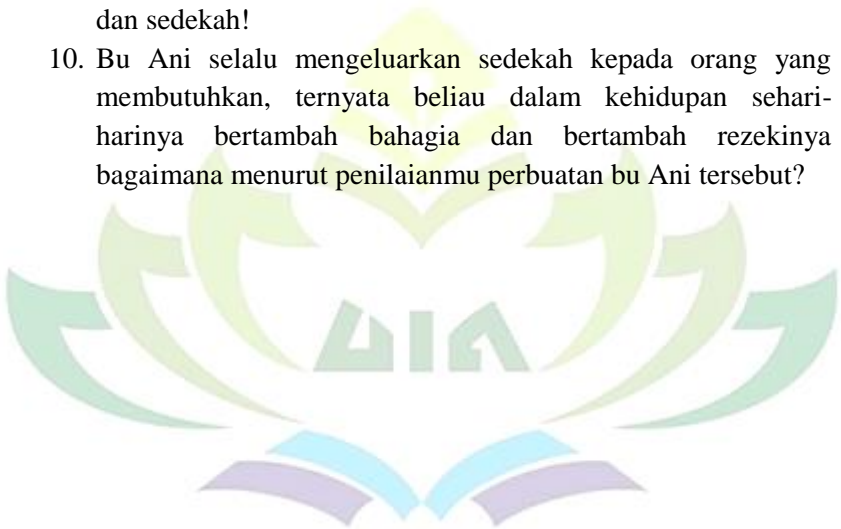 dan sedekah!
10. Bu Ani selalu mengeluarkan sedekah kepada orang yang
membutuhkan, ternyata beliau dalam kehidupan sehari-
harinya bertambah bahagia dan bertambah rezekinya
bagaimana menurut penilaianmu perbuatan bu Ani tersebut?
UIN